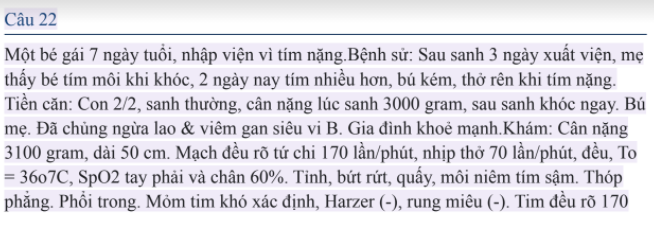 Câu 22
Một bé gái 7 ngày tuổi, nhập viện vì tím nặng.Bệnh sử: Sau sanh 3 ngày xuất viện, mẹ
thấy bé tím môi khi khóc, 2 ngày nay tím nhiều hơn, bú kém, thở rên khi tím nặng.
Tiền căn: Con 2/2, sanh thường, cân nặng lúc sanh 3000 gram, sau sanh khóc ngay. Bú
mẹ. Đã chủng ngừa lao & viêm gan siêu vi B. Gia đình khoẻ mạnh.Khám: Cân nặng
3100 gram, dài 50 cm. Mạch đều rõ tứ chi 170 lần/phút, nhịp thở 70 lần/phút, đều, To
= 36o7C, SpO2 tay phải và chân 60%. Tỉnh, bứt rứt, quấy, môi niêm tím sậm. Thóp
phẳng. Phổi trong. Mỏm tim khó xác định, Harzer (-), rung miêu (-). Tim đều rõ 170